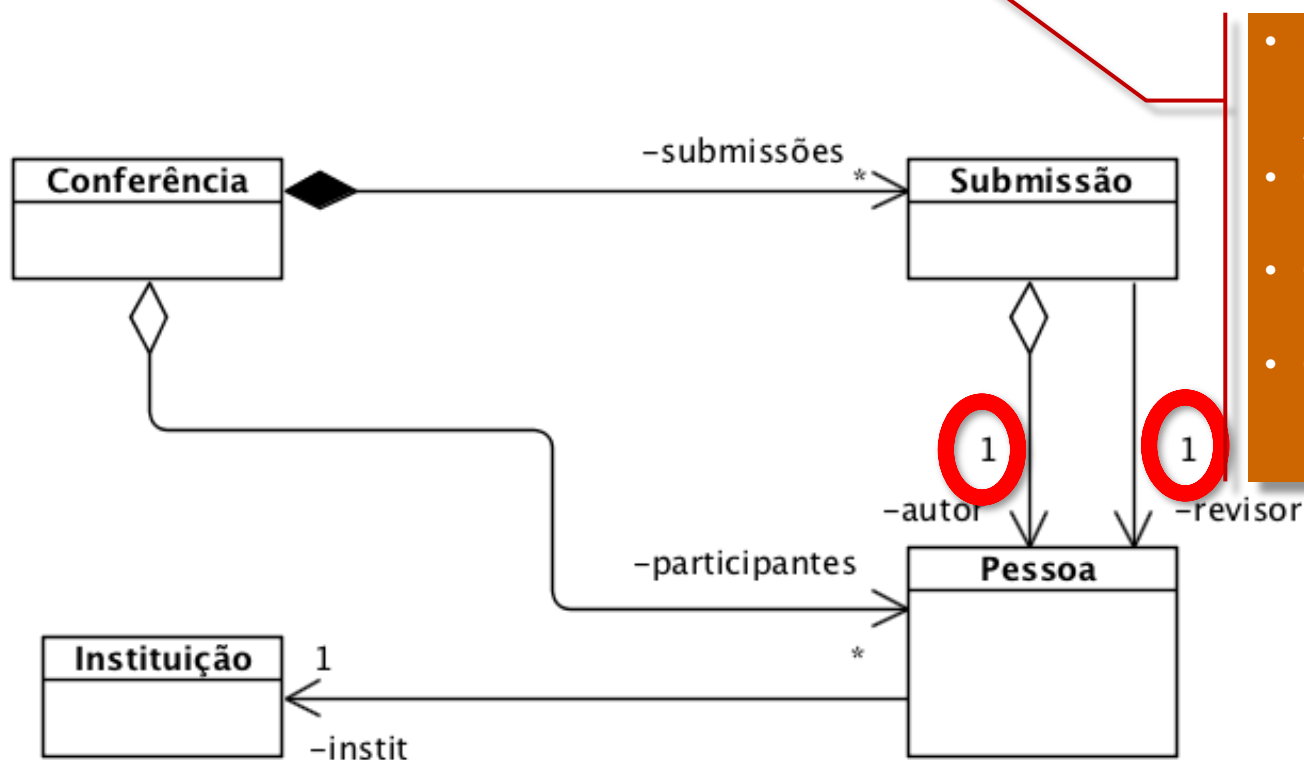 -submissões
*
Conferência
Submissão
1
1
-autor
-revisor
-participantes
Pessoa
*
Instituição
1
-instit